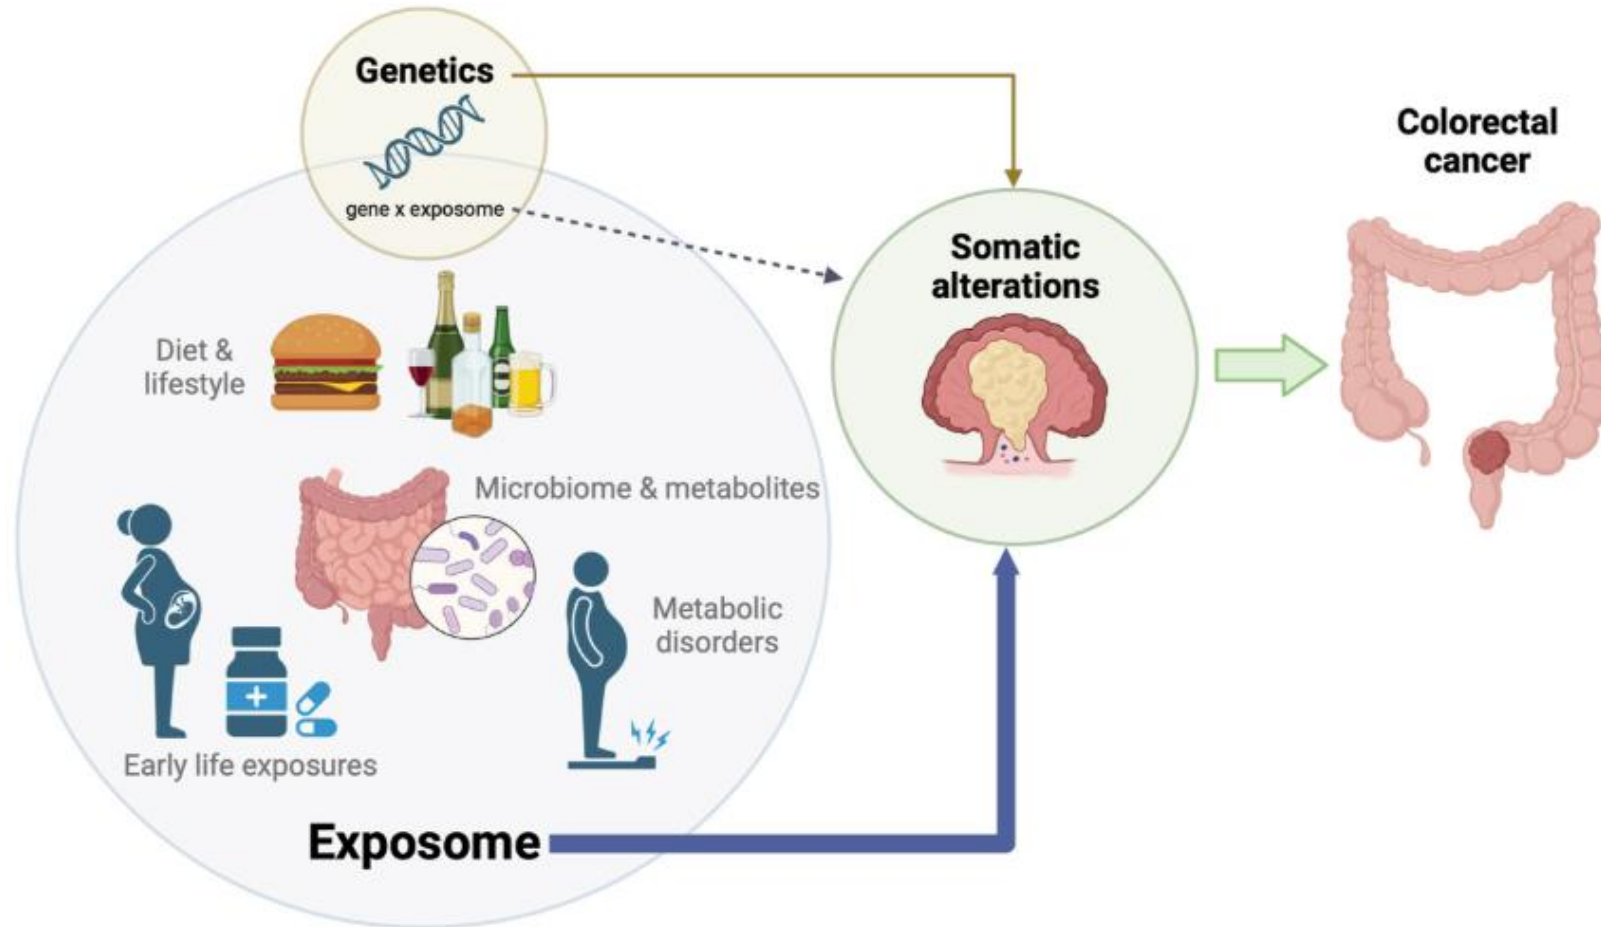 Genetics
gene x exposome
Colorectal
cancer
Somatic
alterations
Diet &
lifestyle
Microbiome & metabolites
Metabolic
disorders
Early life exposures
Exposome